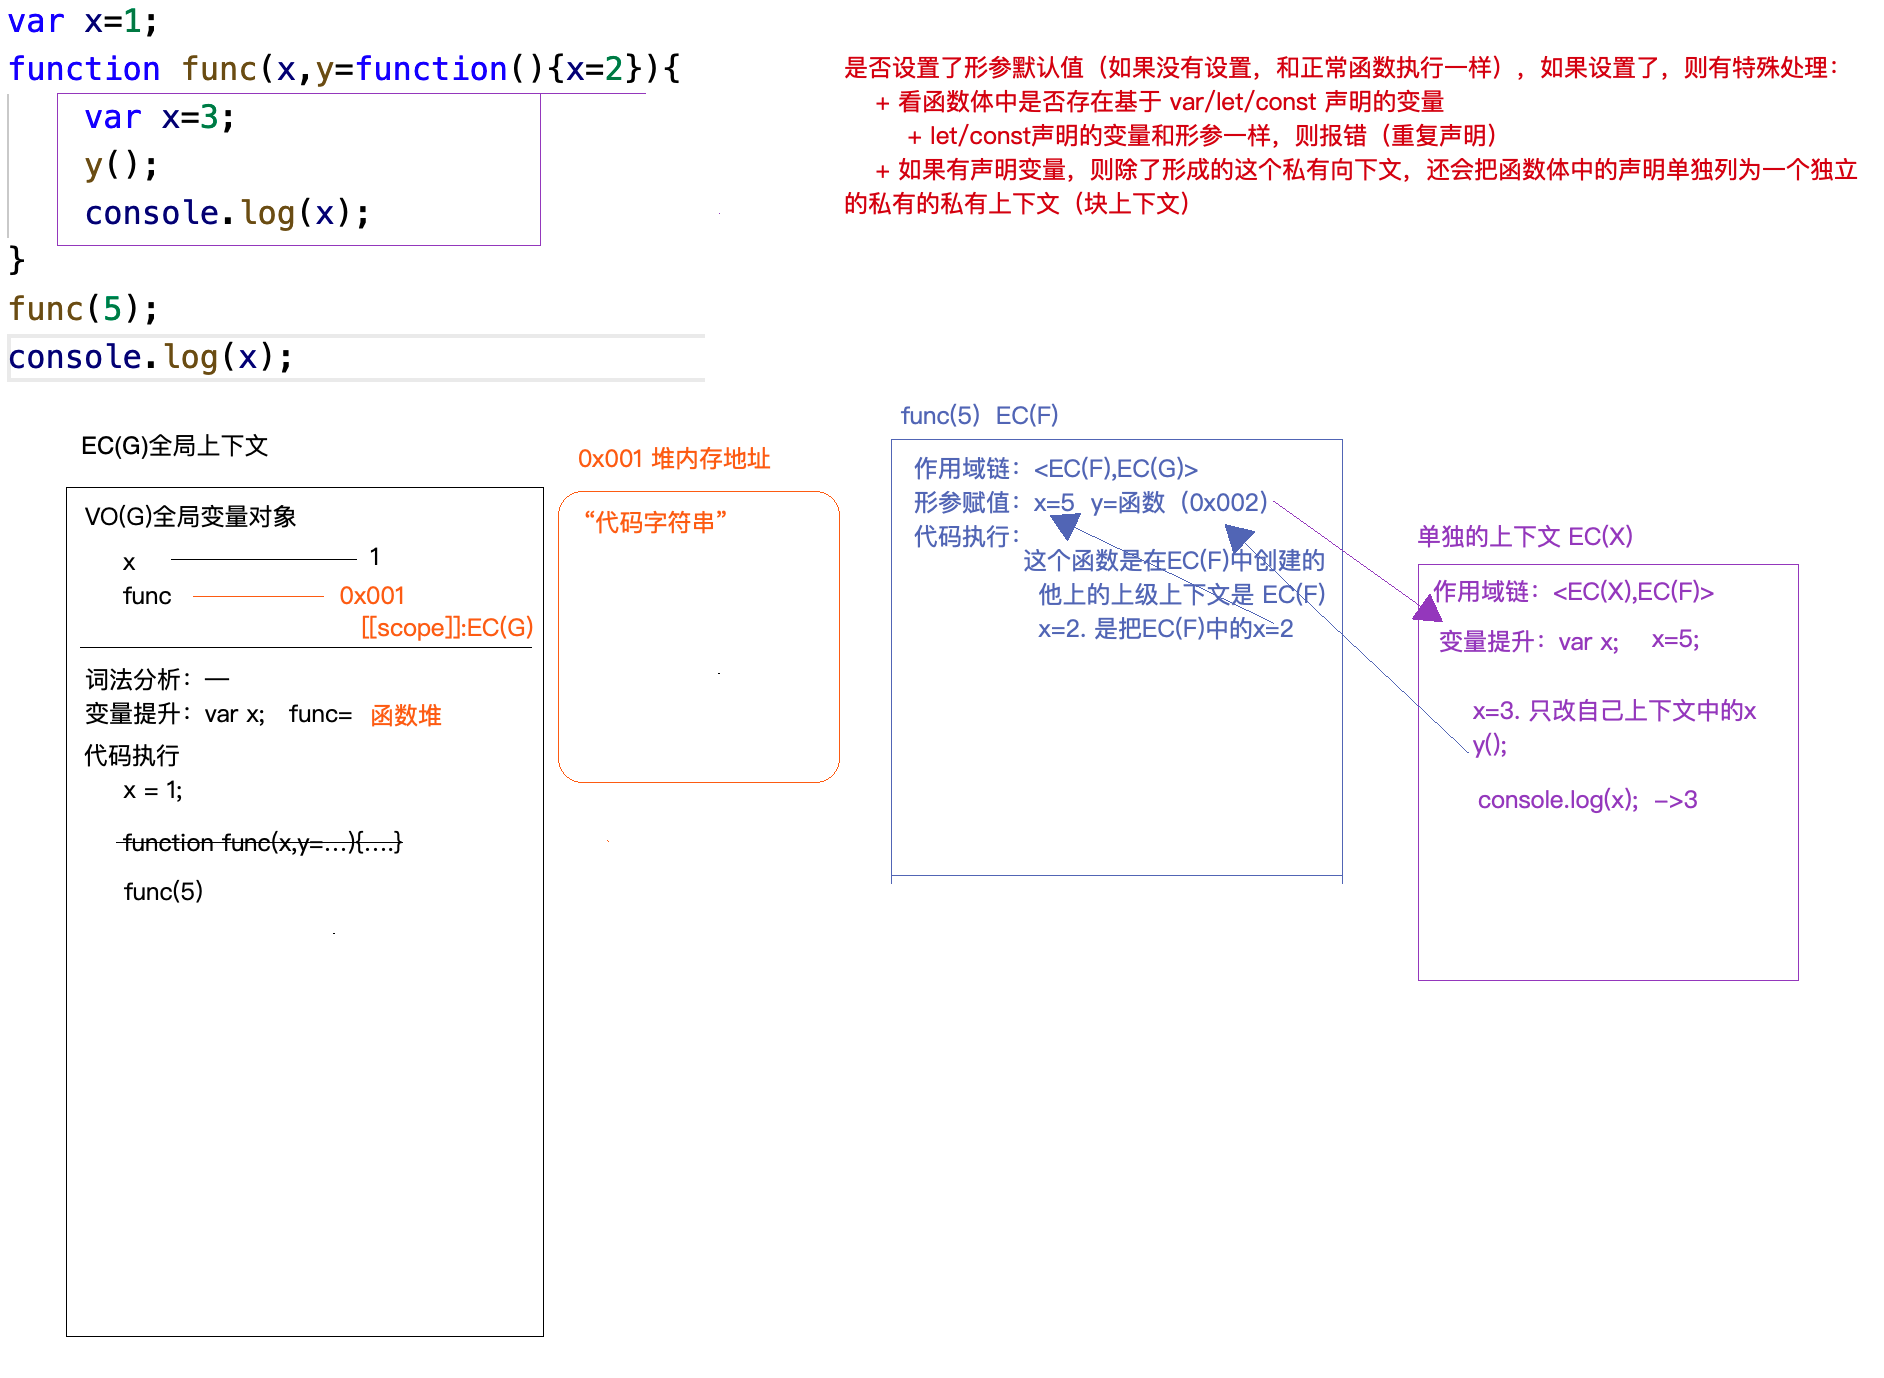 var x=1;
function func(x,y=function(){x=2}){
var x=3;
y();
console.log(x);
}
func(5);
console.log(x);
是否设置了形参默认值（如果没有设置，和正常函数执行一样），如果设置了，则有特殊处理：
+ 看函数体中是否存在基于 var/let/const 声明的变量
+ let/const声明的变量和形参一样，则报错（重复声明）
+ 如果有声明变量，则除了形成的这个私有向下文，还会把函数体中的声明单独列为一个独立
的私有的私有上下文（块上下文）
EC(G)全局上下文
VO(G)全局变量对象
x 1
func 0x001
[[scope]]:EC(G)
词法分析：—
变量提升：var x; func= 函数堆
代码执行
x = 1;
function func(x,y=...){....}
func(5)
0x001 堆内存地址
“代码字符串”
func(5) EC(F)
作用域链：<EC(F),EC(G)>
形参赋值：x=5 y=函数（0x002）
代码执行：
这个函数是在EC(F)中创建的
他上的上级上下文是 EC(F)
x=2. 是把EC(F)中的x=2
单独的上下文 EC(X)
作用域链：<EC(X),EC(F)>
变量提升：var x; x=5;
x=3. 只改自己上下文中的x
y();
console.log(x); ->3